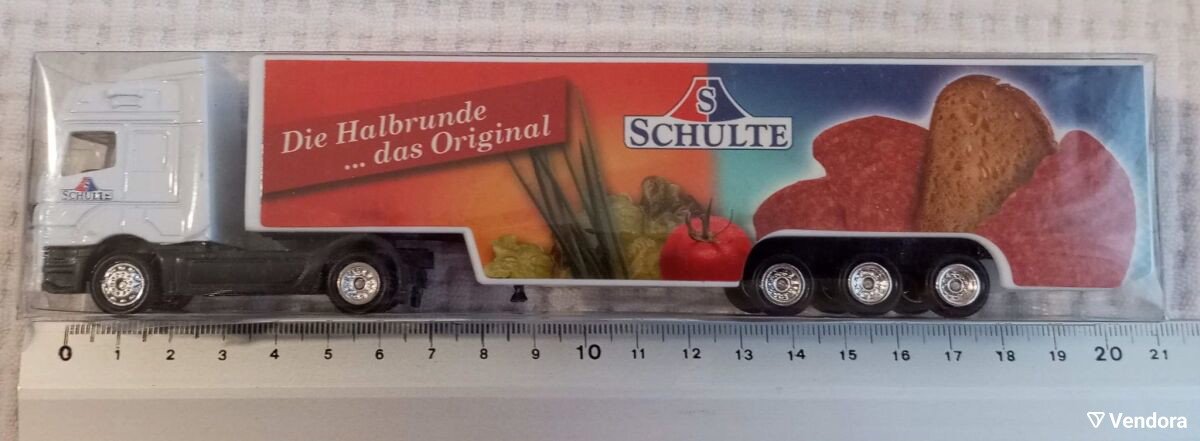 Die Halbrunde
... das Original
S
SCHULTE
SCHULTE
0 1 2 3 4 5 6 7 8 9 10 11 12 13 14 15 16 17 18 19 20 21
Vendora